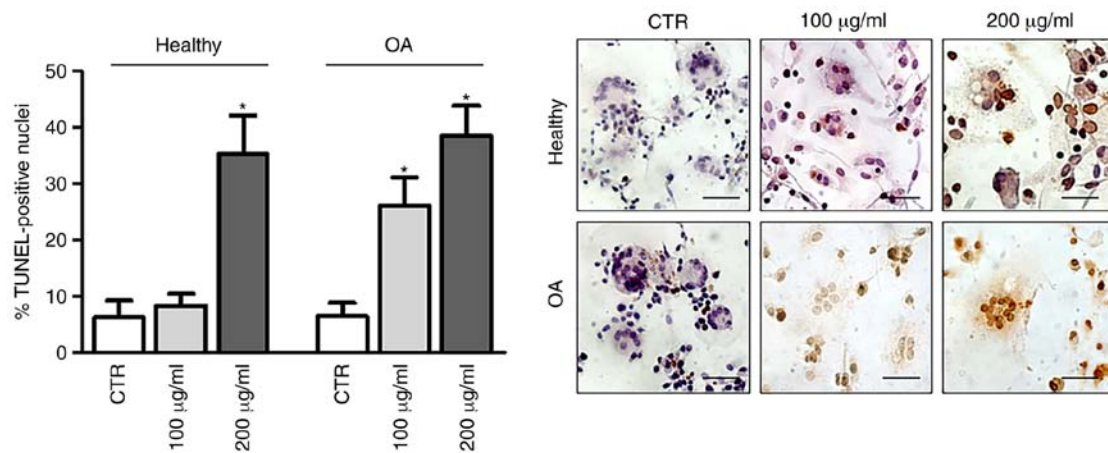 Healthy
OA
% TUNEL-positive nuclei
50
40
30
20
10
0
*
*
*
CTR
100 μg/ml
200 μg/ml
CTR
100 μg/ml
200 μg/ml
CTR
100 μg/ml
200 μg/ml
Healthy
OA